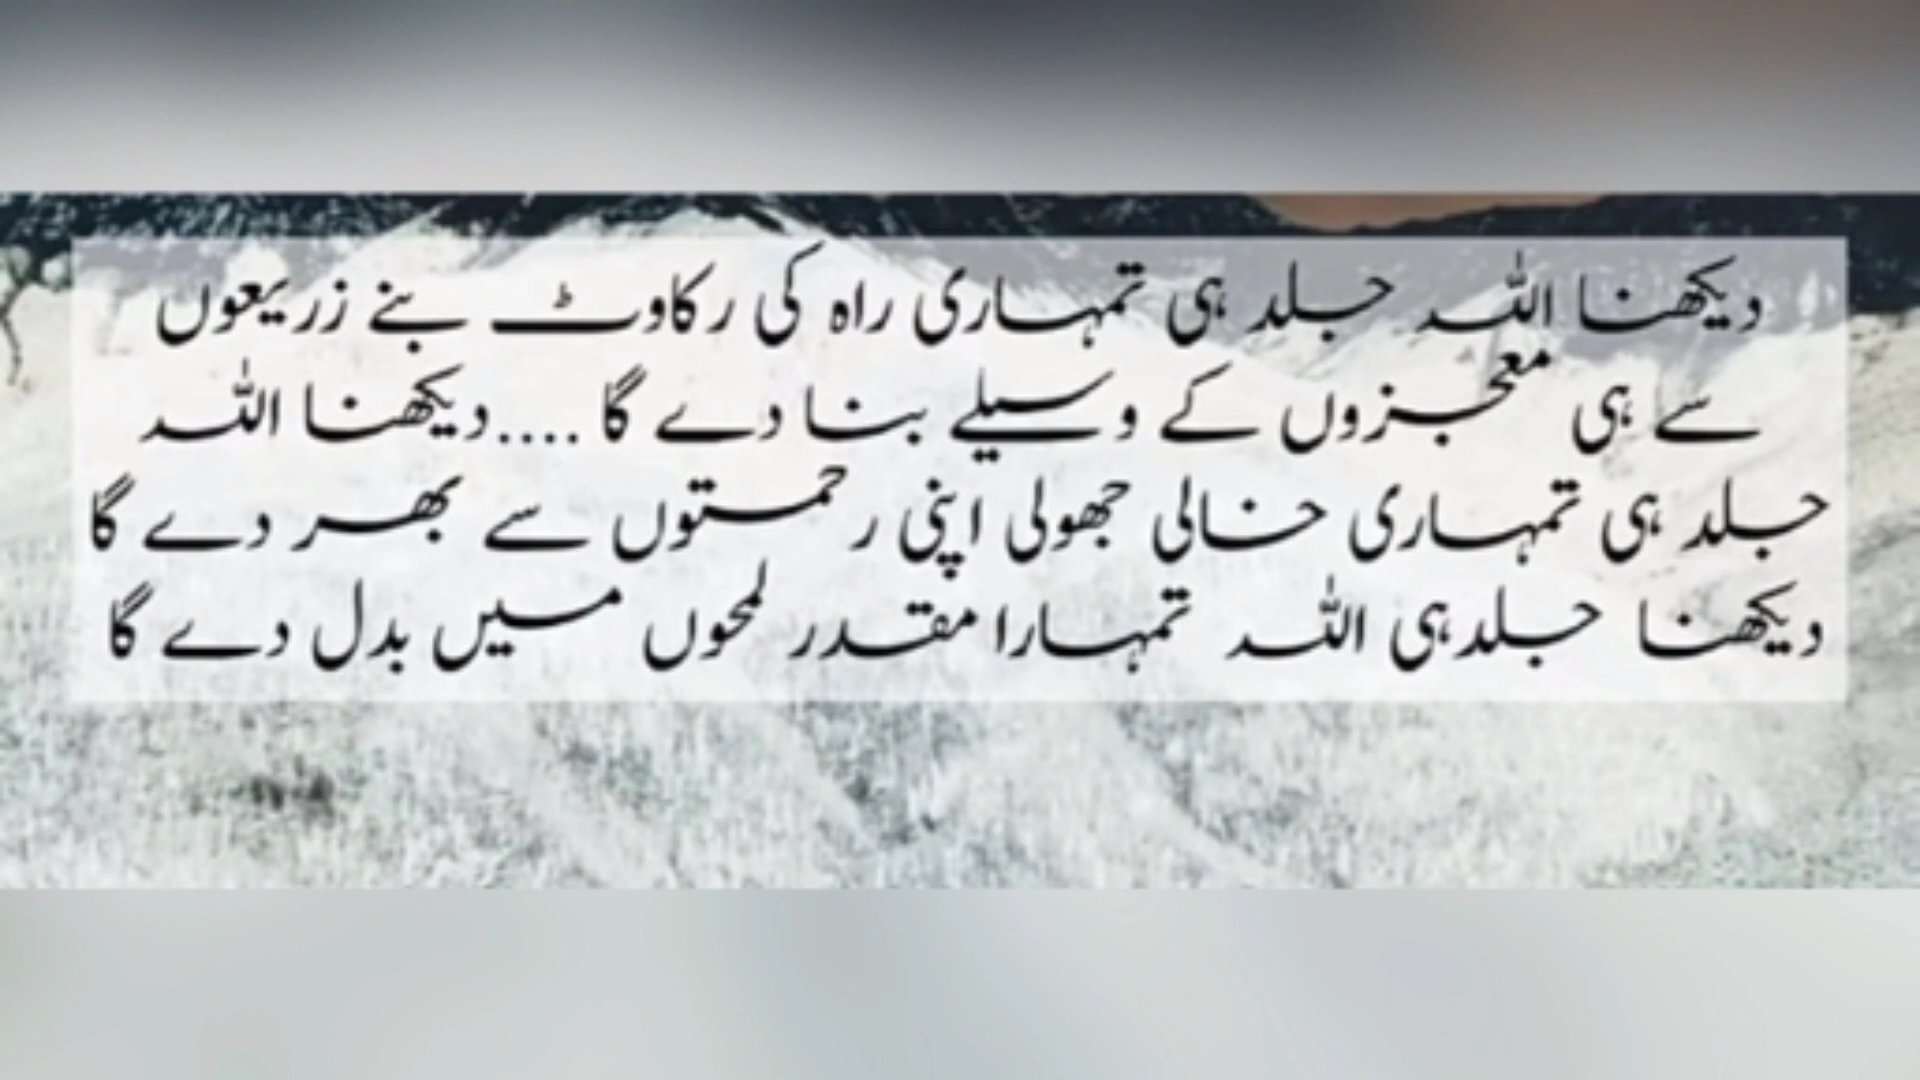 دیکھنا اللہ جلد ہی تمہاری راہ کی رکاوٹ بنے زریعوں
سے ہی معجزوں کے وسیلے بنا دے گا ....دیکھنا اللہ
جلد ہی تمہاری خالی جھولی اپنی رحمتوں سے بھر دے گا
دیکھنا جلدہی اللہ تمہارا مقدر لمحوں میں بدل دے گا